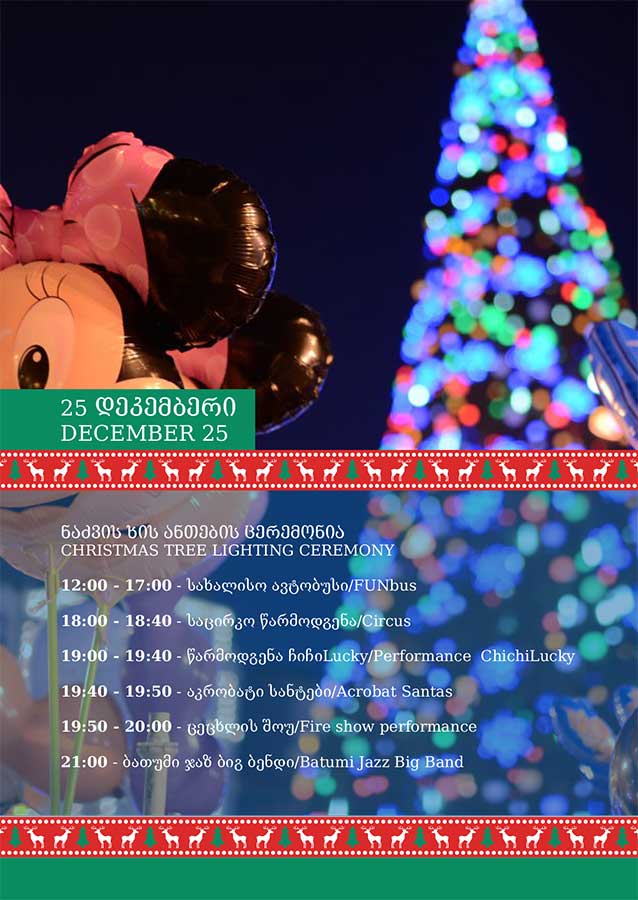 25 დეკემბერი
DECEMBER 25
ნაძვის ხის ანთების ცერემონია
CHRISTMAS TREE LIGHTING CEREMONY
12:00 - 17:00 - სახალისო ავტობუსი/FUNbus
18:00 - 18:40 - საცირკო წარმოდგენა/Circus
19:00 - 19:40 - წარმოდგენა ჩიჩიLucky/Performance ChichiLucky
19:40 - 19:50 - აკრობატი სანტები/Acrobat Santas
19:50 - 20:00 - ცეცხლის შოუ/Fire show performance
21:00 - ბათუმი ჯაზ ბიგ ბენდი/Batumi Jazz Big Band